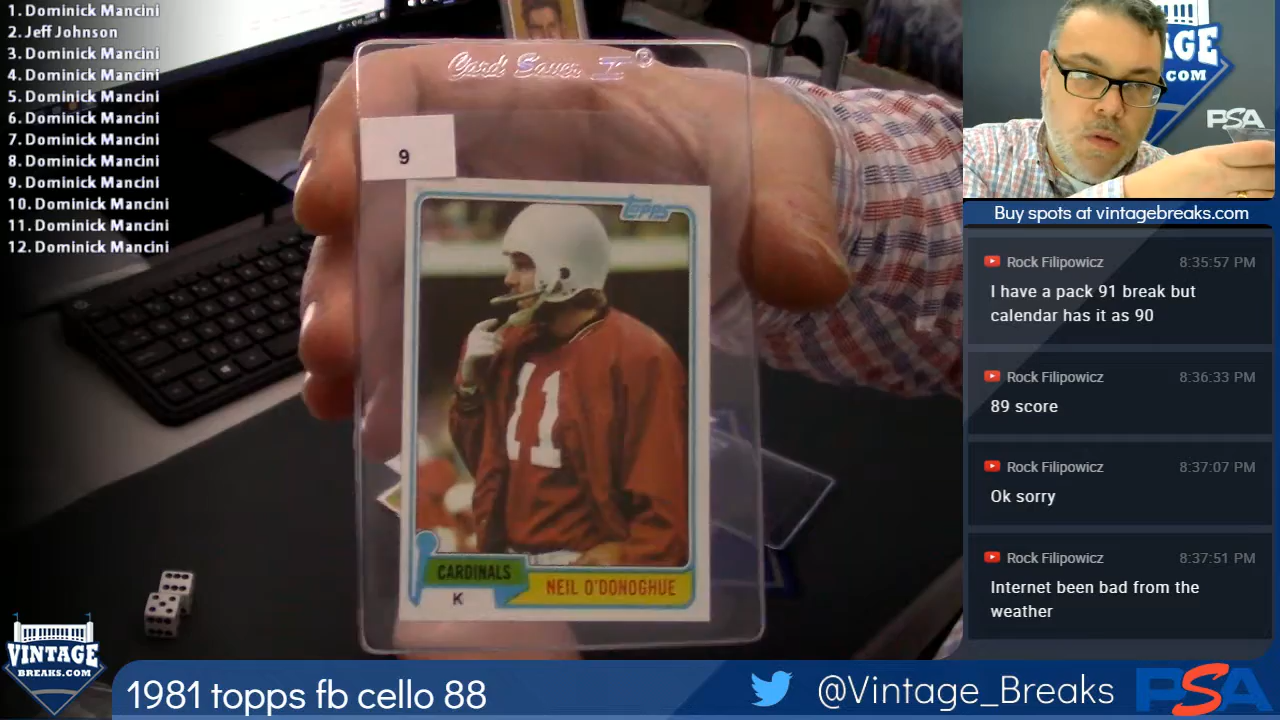 1. Dominick Mancini
2. Jeff Johnson
3. Dominick Mancini
4. Dominick Mancini
5. Dominick Mancini
6. Dominick Mancini
7. Dominick Mancini
8. Dominick Mancini
9. Dominick Mancini
10. Dominick Mancini
11. Dominick Mancini
12. Dominick Mancini
Card Saver I®
9
topps
11
CARDINALS
NEIL O'DONOGHUE
K
AGE
.COM
PSA
Buy spots at vintagebreaks.com
Rock Filipowicz 8:35:57 PM
I have a pack 91 break but
calendar has it as 90
Rock Filipowicz 8:36:33 PM
89 score
Rock Filipowicz 8:37:07 PM
Ok sorry
Rock Filipowicz 8:37:51 PM
Internet been bad from the
weather
VINTAGE
BREAKS.COM
1981 topps fb cello 88
@Vintage_Breaks
PSA